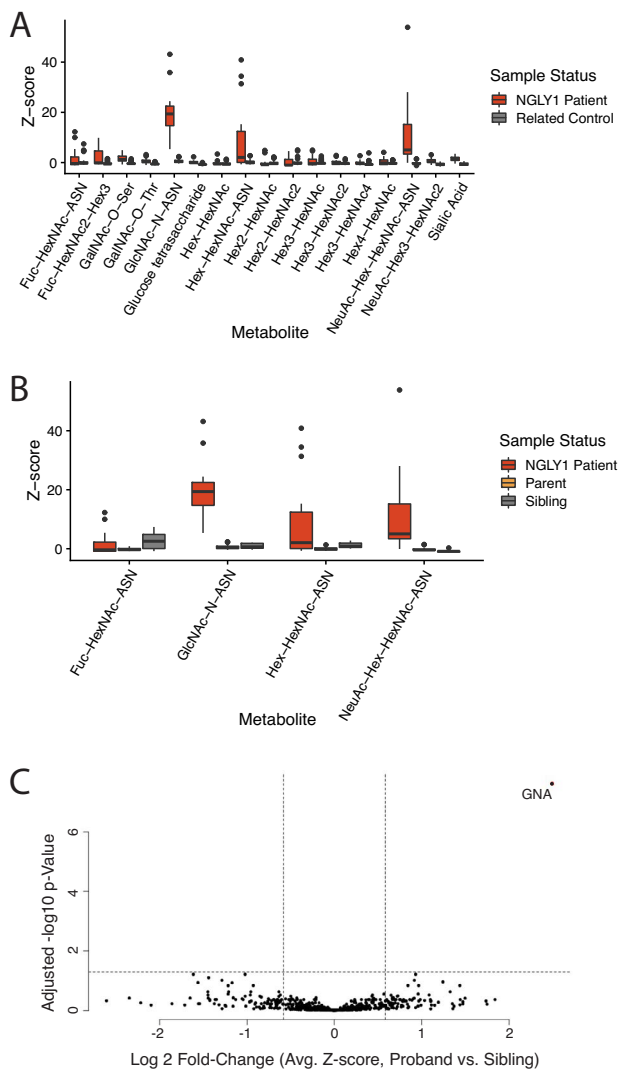 A
Z-score
40
20
0
Sample Status
NGLY1 Patient
Related Control
Fuc−HexNAc−ASN
Fuc−HexNAc2−Hex3
GalNAc−O−Ser
GalNAc−O−Thr
GlcNAc−N−ASN
Glucose tetrasaccharide
Hex−HexNAc
Hex−HexNAc−ASN
Hex2−HexNAc
Hex2−HexNAc2
Hex3−HexNAc
Hex3−HexNAc2
Hex3−HexNAc4
Hex4−HexNAc
NeuAc−Hex−HexNAc−ASN
NeuAc−Hex3−HexNAc2
Sialic Acid
Metabolite
B
Z-score
40
20
0
Sample Status
NGLY1 Patient
Parent
Sibling
Fuc−HexNAc−ASN
GlcNAc−N−ASN
Hex−HexNAc−ASN
NeuAc−Hex−HexNAc−ASN
Metabolite
C
GNA
Adjusted -log10 p-Value
6
4
2
0
-2 -1 0 1 2
Log 2 Fold-Change (Avg. Z-score, Proband vs. Sibling)